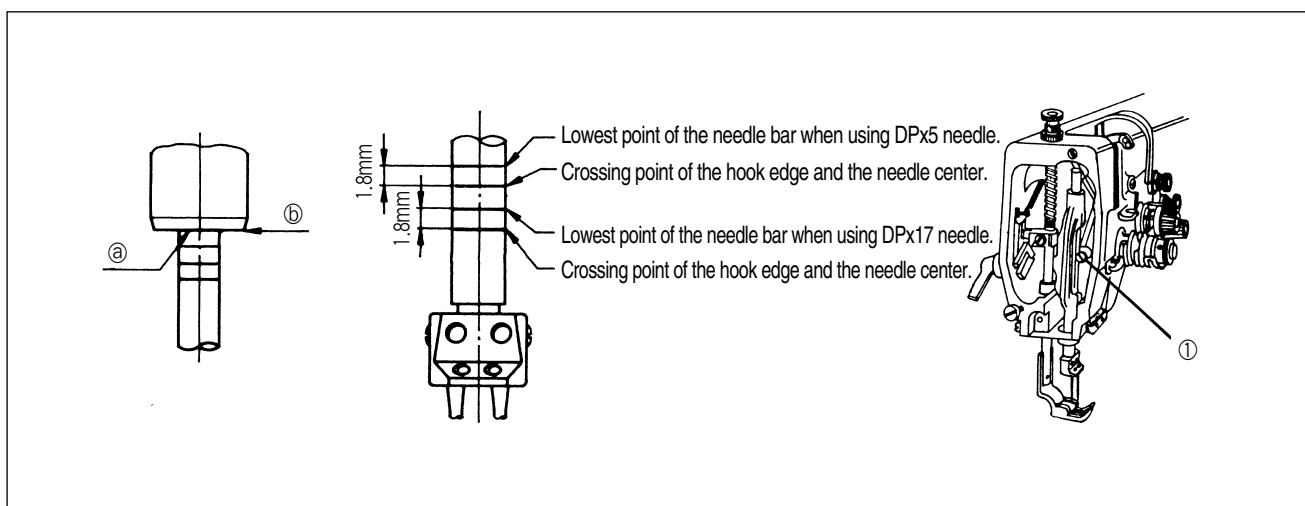 ⓐ
ⓑ
1.8mm
1.8mm
Lowest point of the needle bar when using DPx5 needle.
Crossing point of the hook edge and the needle center.
Lowest point of the needle bar when using DPx17 needle.
Crossing point of the hook edge and the needle center.
①